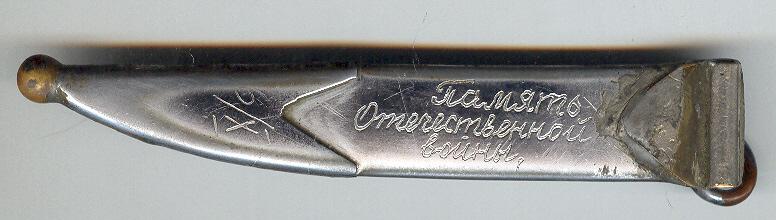 Память
Отечественной
войны,